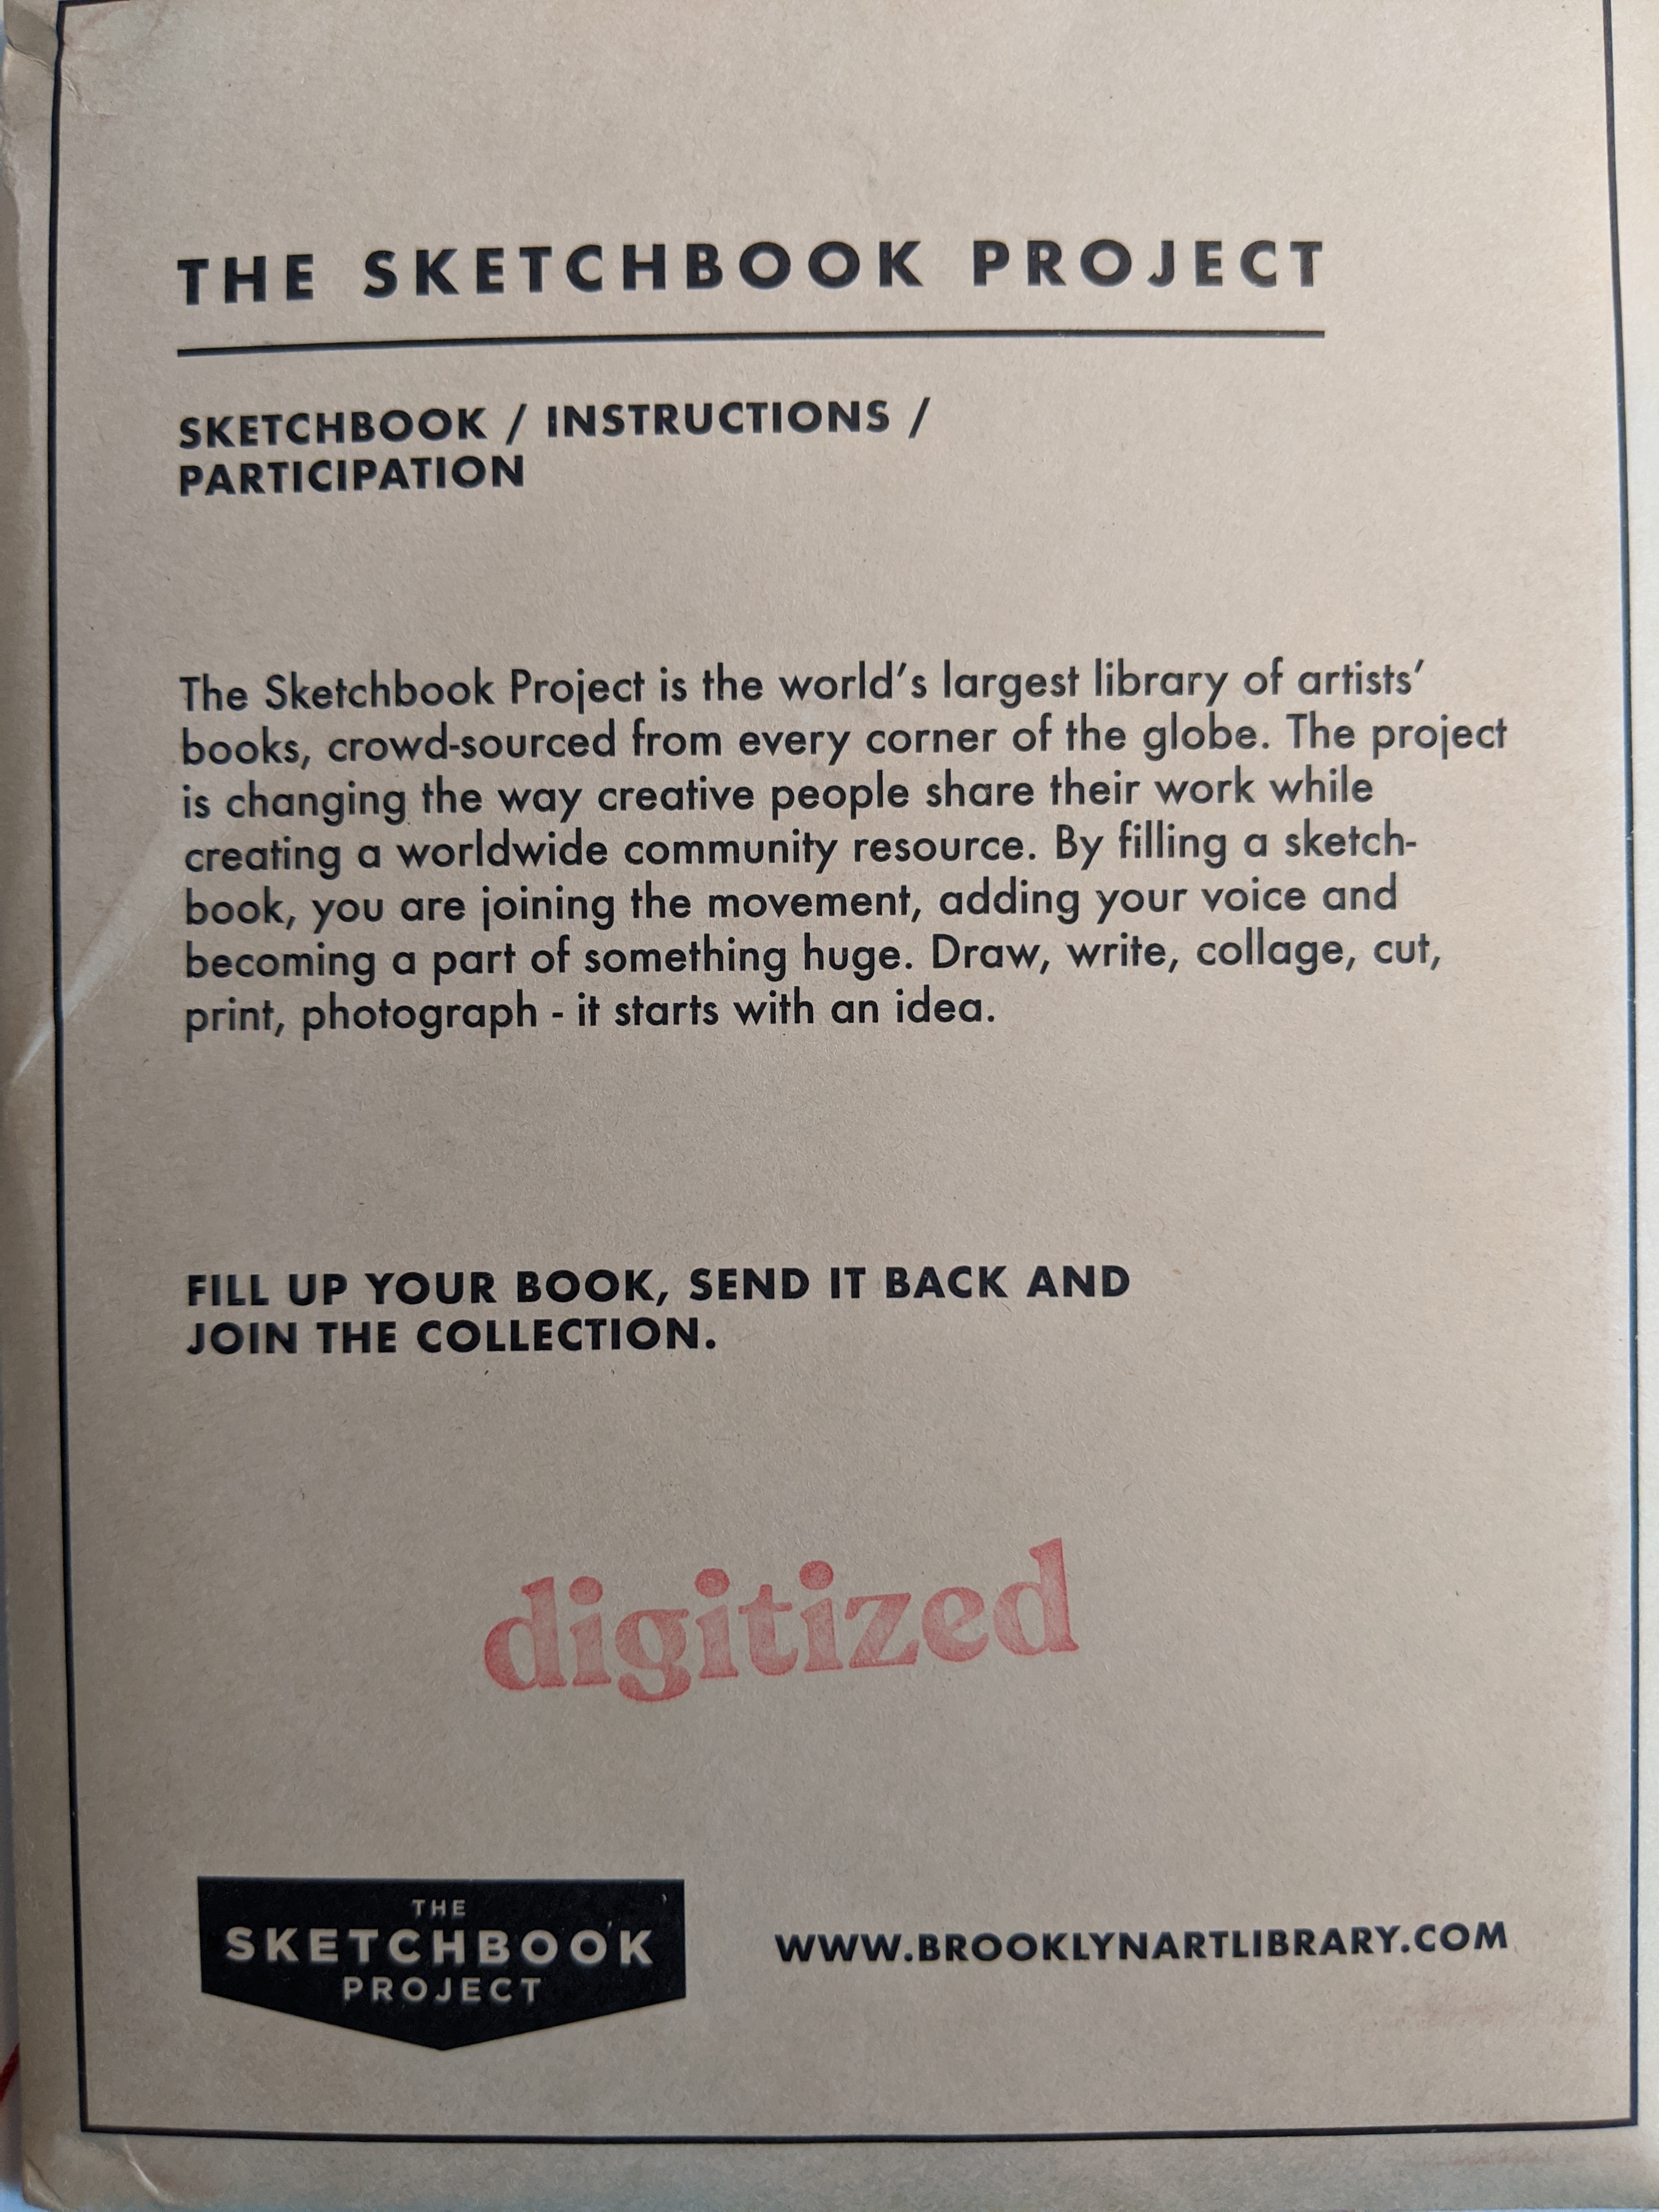 THE SKETCHBOOK PROJECT
SKETCHBOOK / INSTRUCTIONS /
PARTICIPATION
The Sketchbook Project is the world's largest library of artists'
books, crowd-sourced from every corner of the globe. The project
is changing the way creative people share their work while
creating a worldwide community resource. By filling a sketch-
book, you are joining the movement, adding your voice and
becoming a part of something huge. Draw, write, collage, cut,
print, photograph - it starts with an idea.
FILL UP YOUR BOOK, SEND IT BACK AND
JOIN THE COLLECTION.
digitized
THE
SKETCHBOOK
PROJECT
WWW.BROOKLYNARTLIBRARY.COM